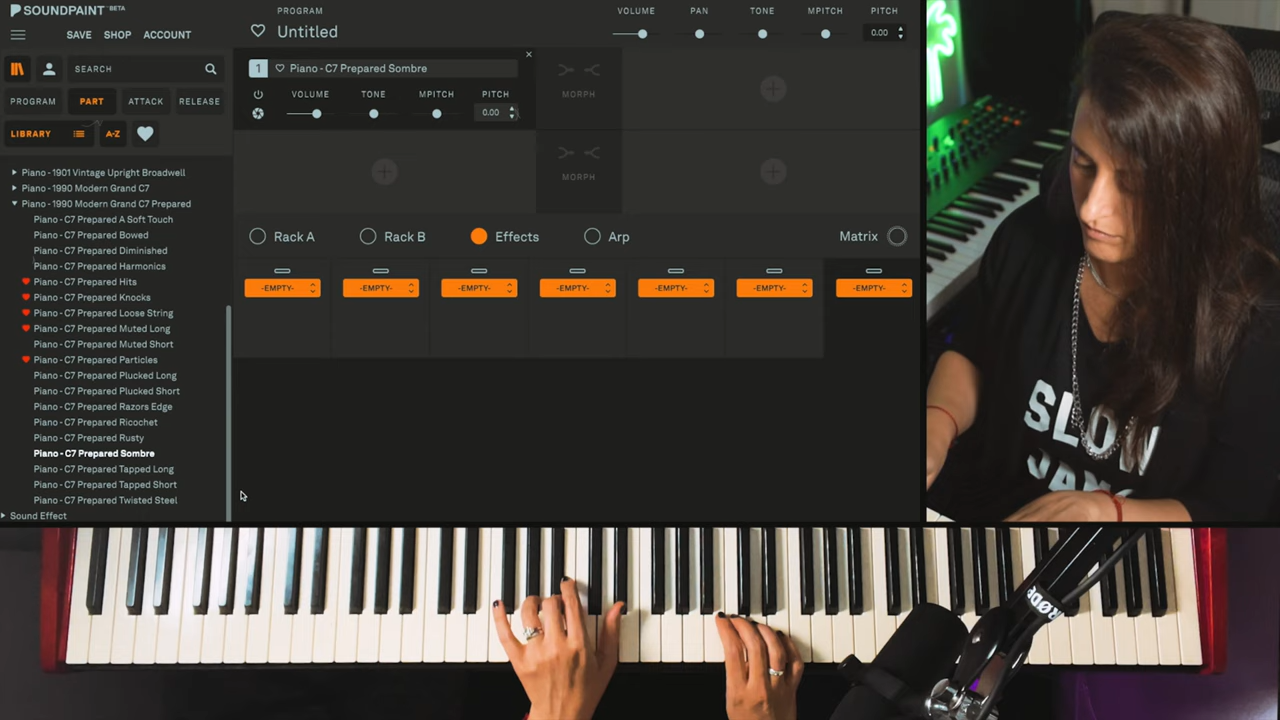 SOUNDPAINT BETA
SAVE SHOP ACCOUNT
SEARCH
PROGRAM PART ATTACK RELEASE
LIBRARY A-Z
Piano - 1901 Vintage Upright Broadwell
Piano - 1990 Modern Grand C7
Piano - 1990 Modern Grand C7 Prepared
Piano - C7 Prepared A Soft Touch
Piano - C7 Prepared Bowed
Piano - C7 Prepared Diminished
Piano - C7 Prepared Harmonics
Piano - C7 Prepared Hits
Piano - C7 Prepared Knocks
Piano - C7 Prepared Loose String
Piano - C7 Prepared Muted Long
Piano - C7 Prepared Muted Short
Piano - C7 Prepared Particles
Piano - C7 Prepared Plucked Long
Piano - C7 Prepared Plucked Short
Piano - C7 Prepared Razors Edge
Piano - C7 Prepared Ricochet
Piano - C7 Prepared Rusty
Piano - C7 Prepared Sombre
Piano - C7 Prepared Tapped Long
Piano - C7 Prepared Tapped Short
Piano - C7 Prepared Twisted Steel
Sound Effect
PROGRAM
Untitled
VOLUME PAN TONE MPITCH PITCH
0.00
1 Piano - C7 Prepared Sombre
VOLUME TONE MPITCH PITCH
0.00
MORPH
MORPH
Rack A Rack B Effects Arp Matrix
-EMPTY- -EMPTY- -EMPTY- -EMPTY- -EMPTY- -EMPTY- -EMPTY-
SLOW
JAMS
RØDE